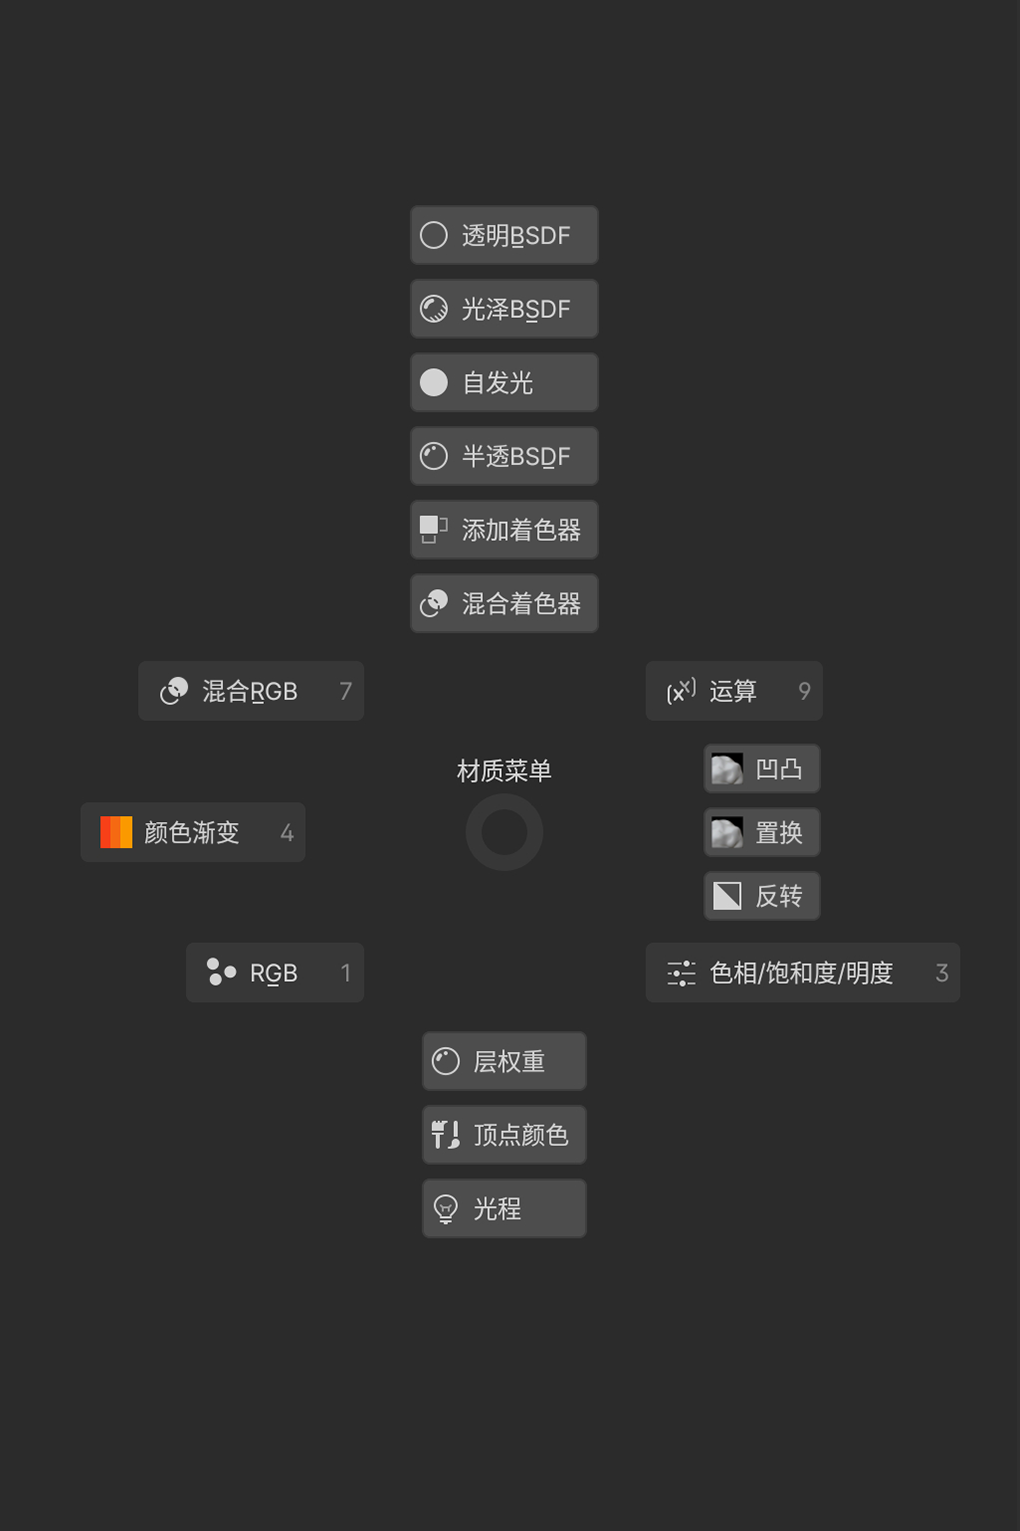 透明BSDF
光泽BSDF
自发光
半透BSDF
添加着色器
混合着色器
混合RGB 7
运算 9
材质菜单
凹凸
颜色渐变 4
置换
反转
RGB 1
色相/饱和度/明度 3
层权重
顶点颜色
光程